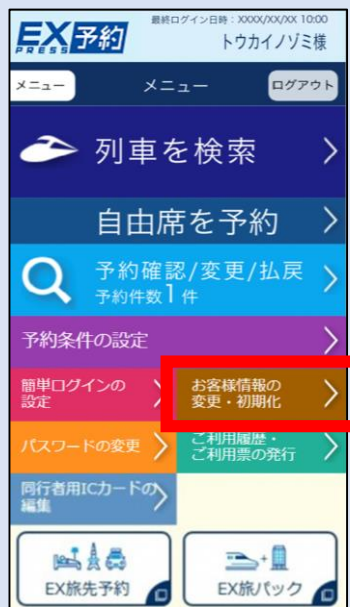 最終ログイン日時：XXXX/XX/XX 10:00
EX予約
PRESS
トウカイノゾミ様
メニュー
メニュー
ログアウト
列車を検索
自由席を予約
予約確認/変更/払戻
予約件数1件
予約条件の設定
簡単ログインの
設定
お客様情報の
変更・初期化
パスワードの変更
ご利用履歴・
ご利用票の発行
同行者用ICカードの
編集
EX旅先予約
EX旅パック